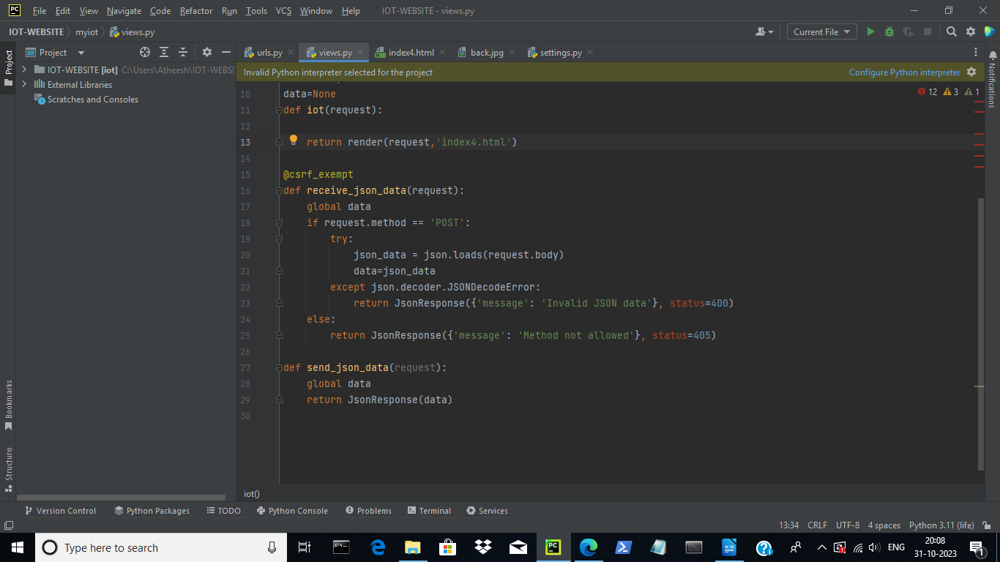 File Edit View Navigate Code Refactor Run Tools VCS Window Help IOT-WEBSITE - views.py
IOT-WEBSITE myiot views.py Current File
Project urls.py views.py index4.html back.jpg settings.py
Project
IOT-WEBSITE [iot] C:\Users\Atheesh\IOT-WEBSI
External Libraries
Scratches and Consoles
Invalid Python interpreter selected for the project Configure Python interpreter
Notifications
12 3 1
10 data=None
11 def iot(request):
12
13 return render(request,'index4.html')
14
15 @csrf_exempt
16 def receive_json_data(request):
17 global data
18 if request.method == 'POST':
19 try:
20 json_data = json.loads(request.body)
21 data=json_data
22 except json.decoder.JSONDecodeError:
23 return JsonResponse({'message': 'Invalid JSON data'}, status=400)
24 else:
25 return JsonResponse({'message': 'Method not allowed'}, status=405)
26
27 def send_json_data(request):
28 global data
29 return JsonResponse(data)
30
Bookmarks
Structure
iot()
Version Control Python Packages TODO Python Console Problems Terminal Services
13:34 CRLF UTF-8 4 spaces Python 3.11 (life)
Type here to search
ENG
20:08
31-10-2023
1